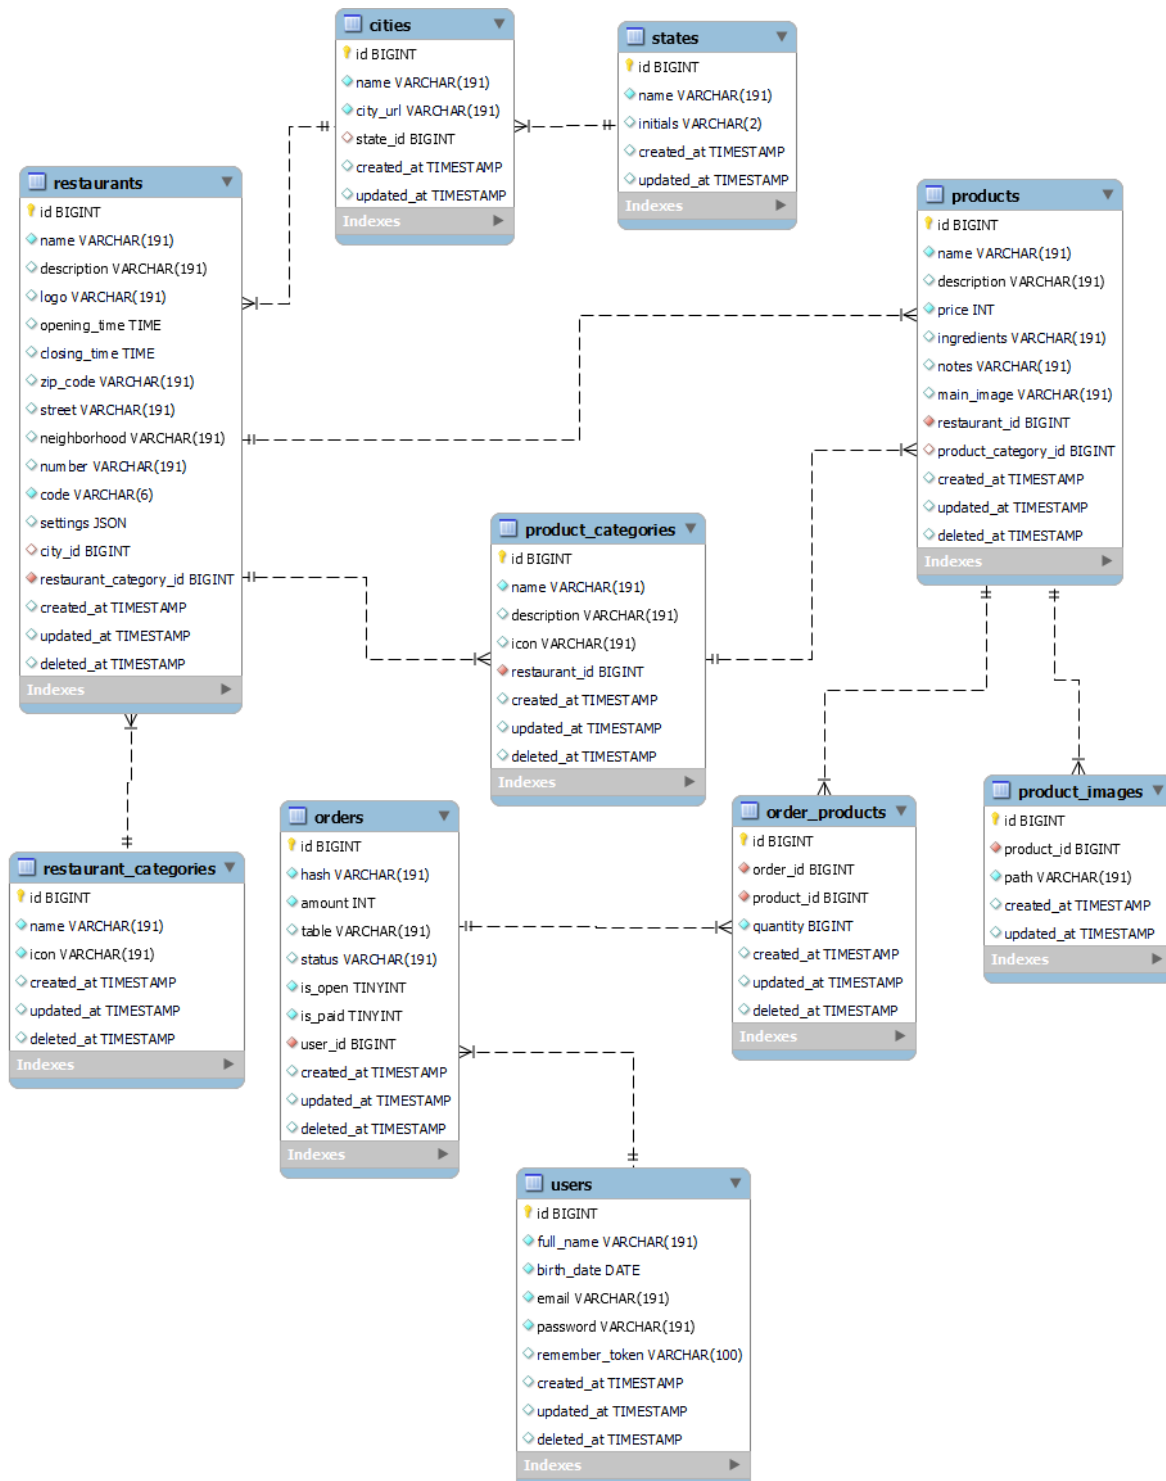 cities
id BIGINT
name VARCHAR(191)
city_url VARCHAR(191)
state_id BIGINT
created_at TIMESTAMP
updated_at TIMESTAMP
Indexes
states
id BIGINT
name VARCHAR(191)
initials VARCHAR(2)
created_at TIMESTAMP
updated_at TIMESTAMP
Indexes
restaurants
id BIGINT
name VARCHAR(191)
description VARCHAR(191)
logo VARCHAR(191)
opening_time TIME
closing_time TIME
zip_code VARCHAR(191)
street VARCHAR(191)
neighborhood VARCHAR(191)
number VARCHAR(191)
code VARCHAR(6)
settings JSON
city_id BIGINT
restaurant_category_id BIGINT
created_at TIMESTAMP
updated_at TIMESTAMP
deleted_at TIMESTAMP
Indexes
products
id BIGINT
name VARCHAR(191)
description VARCHAR(191)
price INT
ingredients VARCHAR(191)
notes VARCHAR(191)
main_image VARCHAR(191)
restaurant_id BIGINT
product_category_id BIGINT
created_at TIMESTAMP
updated_at TIMESTAMP
deleted_at TIMESTAMP
Indexes
product_categories
id BIGINT
name VARCHAR(191)
description VARCHAR(191)
icon VARCHAR(191)
restaurant_id BIGINT
created_at TIMESTAMP
updated_at TIMESTAMP
deleted_at TIMESTAMP
Indexes
restaurant_categories
id BIGINT
name VARCHAR(191)
icon VARCHAR(191)
created_at TIMESTAMP
updated_at TIMESTAMP
deleted_at TIMESTAMP
Indexes
orders
id BIGINT
hash VARCHAR(191)
amount INT
table VARCHAR(191)
status VARCHAR(191)
is_open TINYINT
is_paid TINYINT
user_id BIGINT
created_at TIMESTAMP
updated_at TIMESTAMP
deleted_at TIMESTAMP
Indexes
order_products
id BIGINT
order_id BIGINT
product_id BIGINT
quantity BIGINT
created_at TIMESTAMP
updated_at TIMESTAMP
deleted_at TIMESTAMP
Indexes
product_images
id BIGINT
product_id BIGINT
path VARCHAR(191)
created_at TIMESTAMP
updated_at TIMESTAMP
Indexes
users
id BIGINT
full_name VARCHAR(191)
birth_date DATE
email VARCHAR(191)
password VARCHAR(191)
remember_token VARCHAR(100)
created_at TIMESTAMP
updated_at TIMESTAMP
deleted_at TIMESTAMP
Indexes